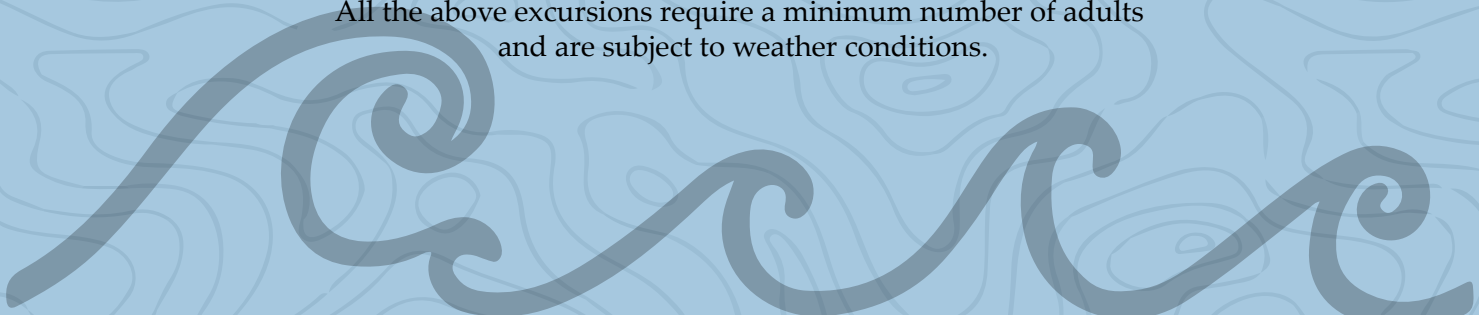 All the above excursions require a minimum number of adults
and are subject to weather conditions.